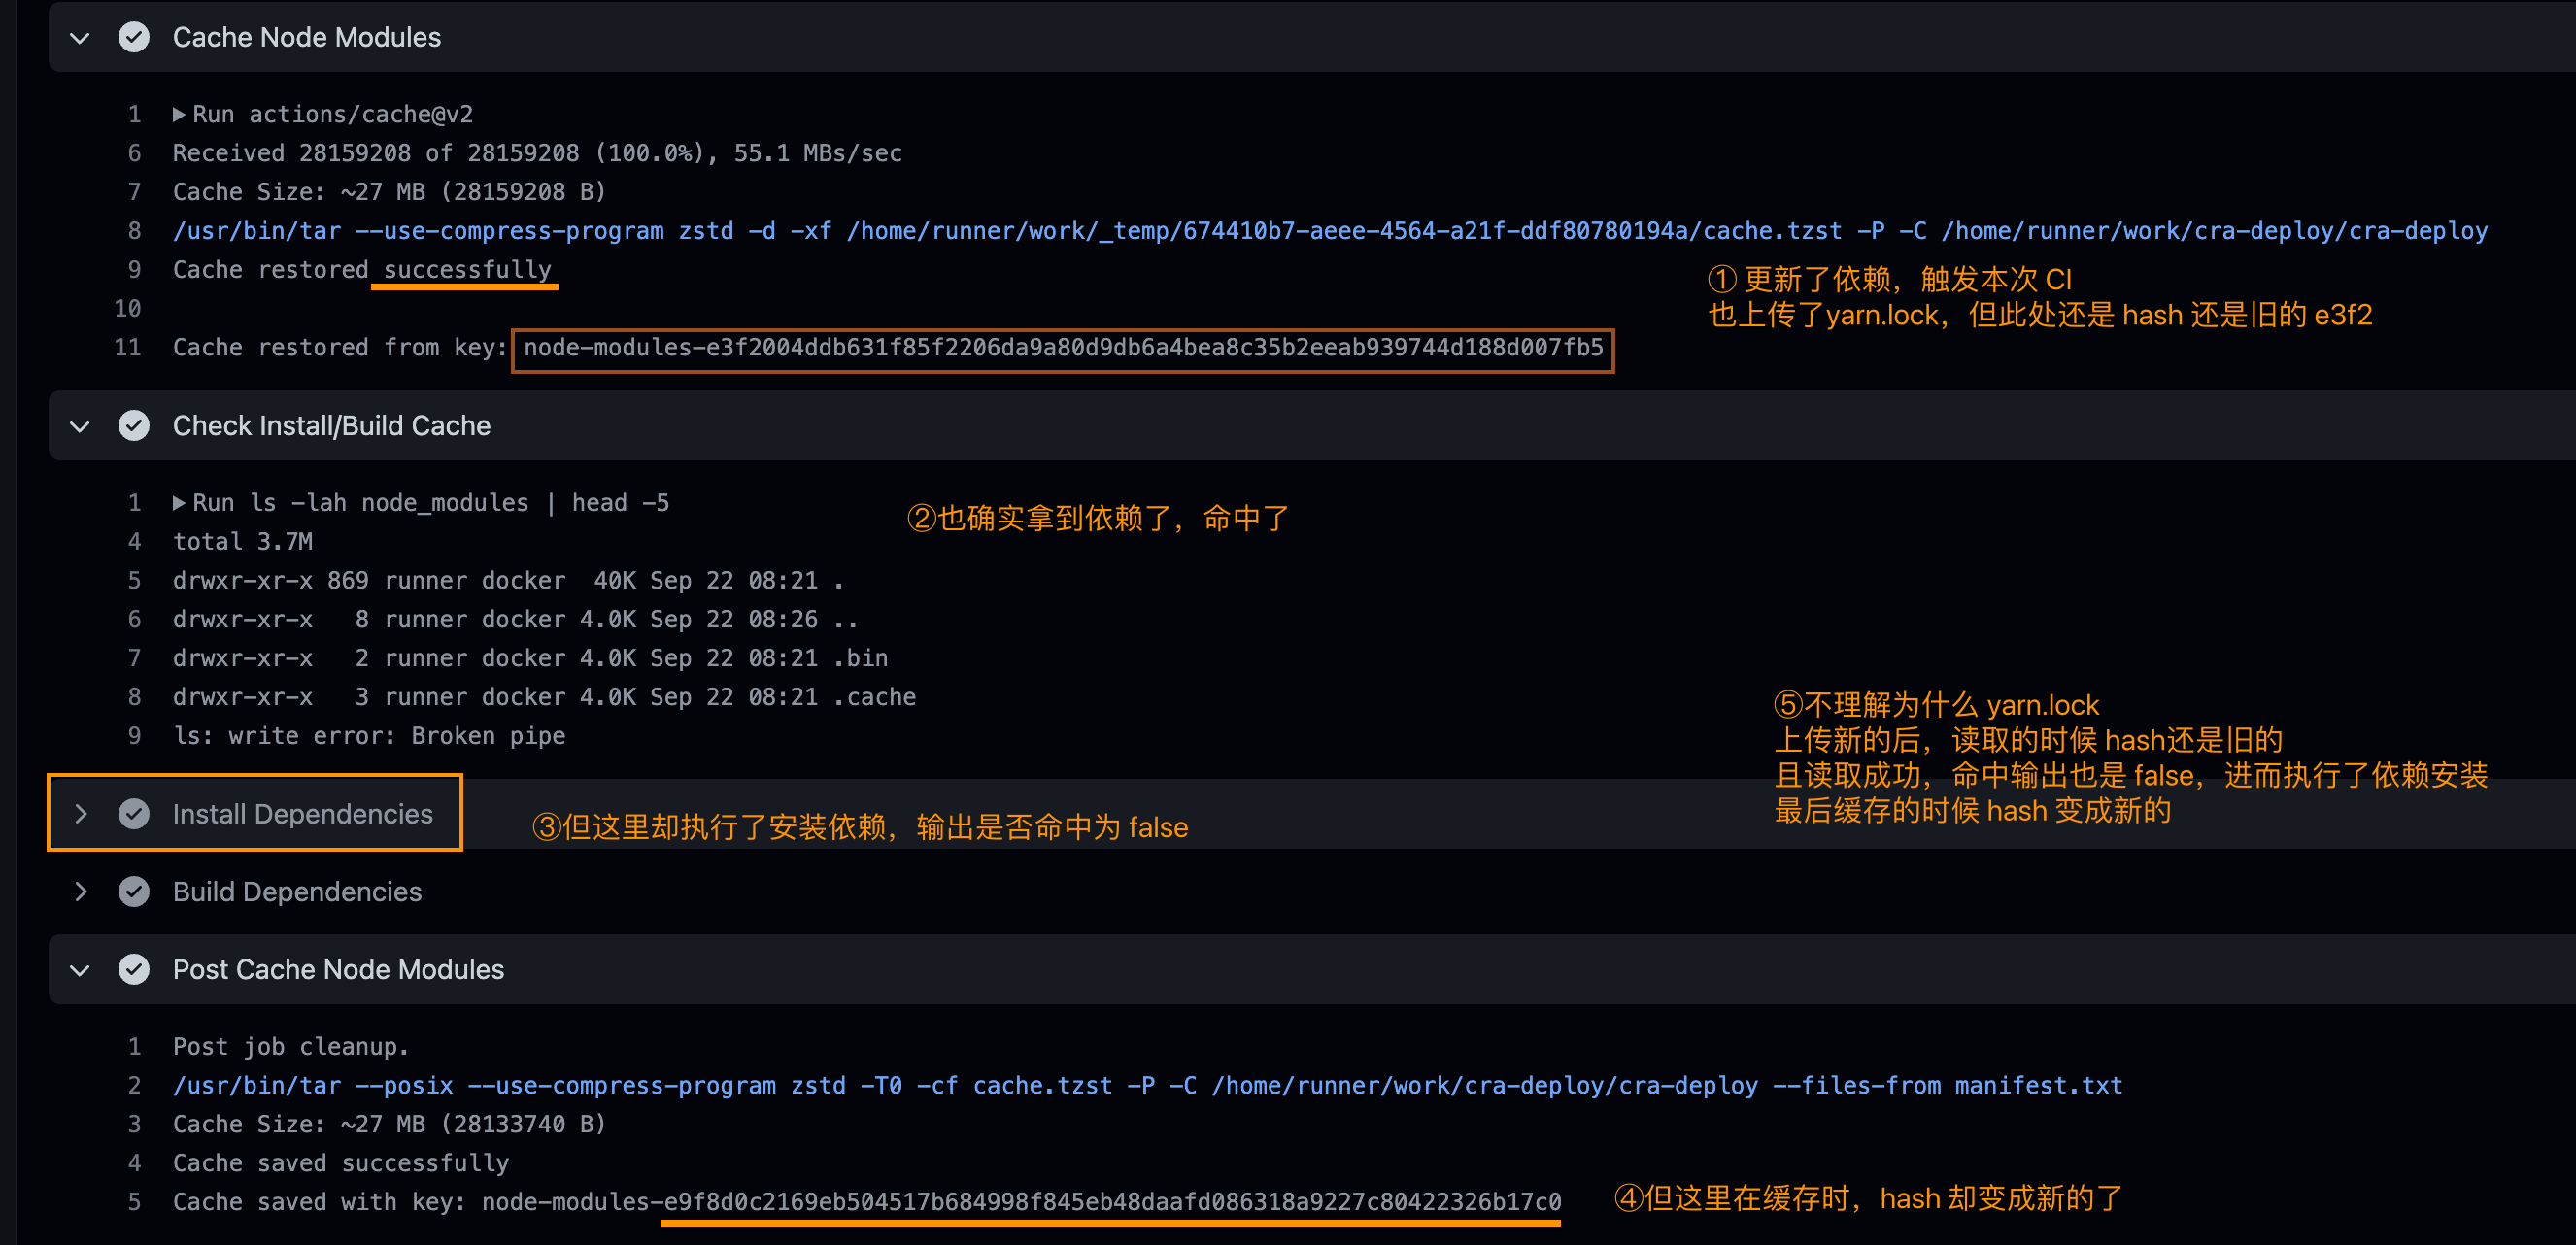 Cache Node Modules
1 Run actions/cache@v2
6 Received 28159208 of 28159208 (100.0%), 55.1 MBs/sec
7 Cache Size: ~27 MB (28159208 B)
8 /usr/bin/tar --use-compress-program zstd -d -xf /home/runner/work/_temp/674410b7-aeee-4564-a21f-ddf80780194a/cache.tzst -P -C /home/runner/work/cra-deploy/cra-deploy
9 Cache restored successfully
① 更新了依赖，触发本次 CI
10
也上传了yarn.lock，但此处还是 hash 还是旧的 e3f2
11 Cache restored from key: node-modules-e3f2004ddb631f85f2206da9a80d9db6a4bea8c35b2eeab939744d188d007fb5
Check Install/Build Cache
1 Run ls -lah node_modules | head -5
②也确实拿到依赖了，命中了
4 total 3.7M
5 drwxr-xr-x 869 runner docker  40K Sep 22 08:21 .
6 drwxr-xr-x   8 runner docker 4.0K Sep 22 08:26 ..
7 drwxr-xr-x   2 runner docker 4.0K Sep 22 08:21 .bin
8 drwxr-xr-x   3 runner docker 4.0K Sep 22 08:21 .cache
9 ls: write error: Broken pipe
⑤不理解为什么 yarn.lock
上传新的后，读取的时候 hash还是旧的
且读取成功，命中输出也是 false，进而执行了依赖安装
最后缓存的时候 hash 变成新的
Install Dependencies
③但这里却执行了安装依赖，输出是否命中为 false
Build Dependencies
Post Cache Node Modules
1 Post job cleanup.
2 /usr/bin/tar --posix --use-compress-program zstd -T0 -cf cache.tzst -P -C /home/runner/work/cra-deploy/cra-deploy --files-from manifest.txt
3 Cache Size: ~27 MB (28133740 B)
4 Cache saved successfully
5 Cache saved with key: node-modules-e9f8d0c2169eb504517b684998f845eb48daafd086318a9227c80422326b17c0
④但这里在缓存时，hash 却变成新的了